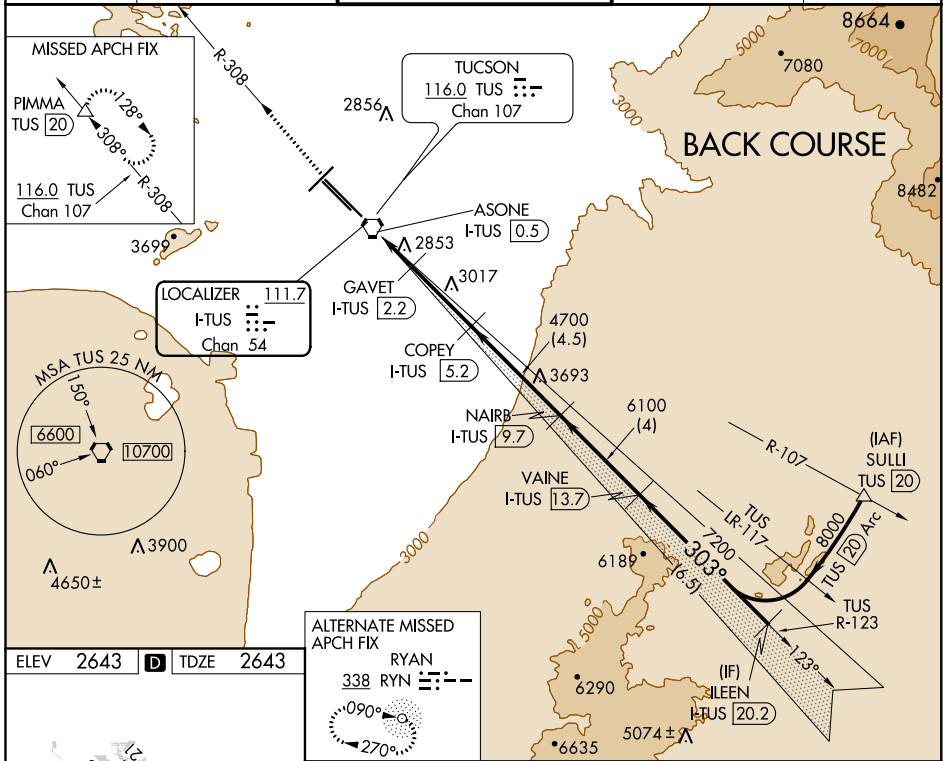 8664
5000
7000
7080
MISSED APCH FIX
PIMMA
TUS 20
128°
308°
R-308
116.0 TUS
Chan 107
R-308
TUCSON
116.0 TUS
Chan 107
2856
3000
BACK COURSE
8482
5000
3699
ASONE
I-TUS 0.5
2853
3017
GAVET
I-TUS 2.2
LOCALIZER 111.7
I-TUS
Chan 54
COPEY
I-TUS 5.2
4700
(4.5)
3693
MSA TUS 25 NM
150°
6600
10700
060°
NAIRB
I-TUS 9.7
6100
(4)
R-107
(IAF)
SULLI
TUS 20
VAINE
I-TUS 13.7
TUS
LR-117
8000
TUS 20 Arc
3900
4650±
3000
6189
303°
7200
(6.5)
TUS
R-123
5000
123°
(IF)
ILEEN
I-TUS 20.2
6290
5074±
6635
ALTERNATE MISSED
APCH FIX
RYAN
338 RYN
090°
270°
ELEV 2643 D TDZE 2643
21